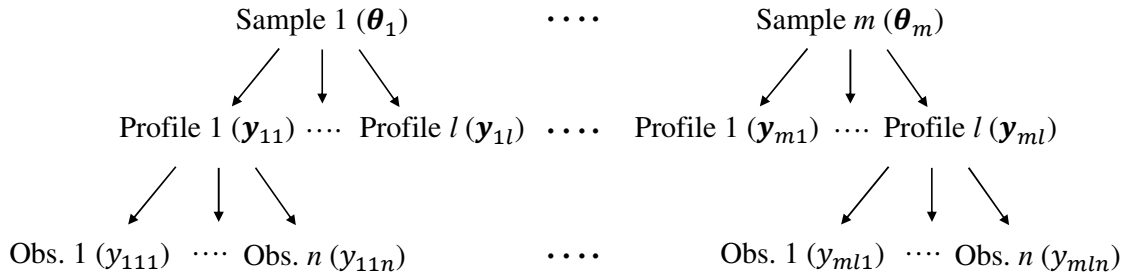 Sample 1 (𝜽₁) ···· Sample m (𝜽ₘ)
Profile 1 (𝒚₁₁) ···· Profile l (𝒚₁ₗ) ···· Profile 1 (𝒚ₘ₁) ···· Profile l (𝒚ₘₗ)
Obs. 1 (𝑦₁₁₁) ···· Obs. n (𝑦₁₁ₙ) ···· Obs. 1 (𝑦ₘₗ₁) ···· Obs. n (𝑦ₘₗₙ)